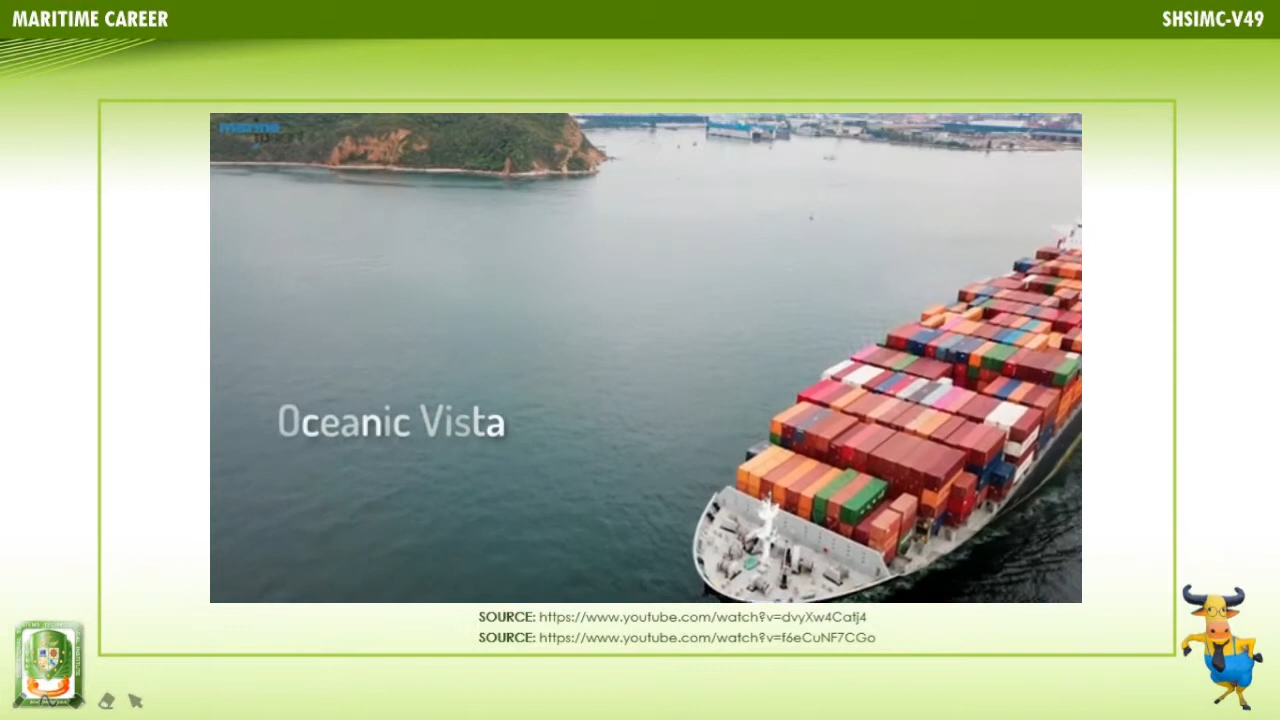 MARITIME CAREER
SHSIMC-V49
marine
Oceanic Vista
SOURCE: https://www.youtube.com/watch?v=dvyXw4Catj4
SOURCE: https://www.youtube.com/watch?v=f6eCuNF7CGo